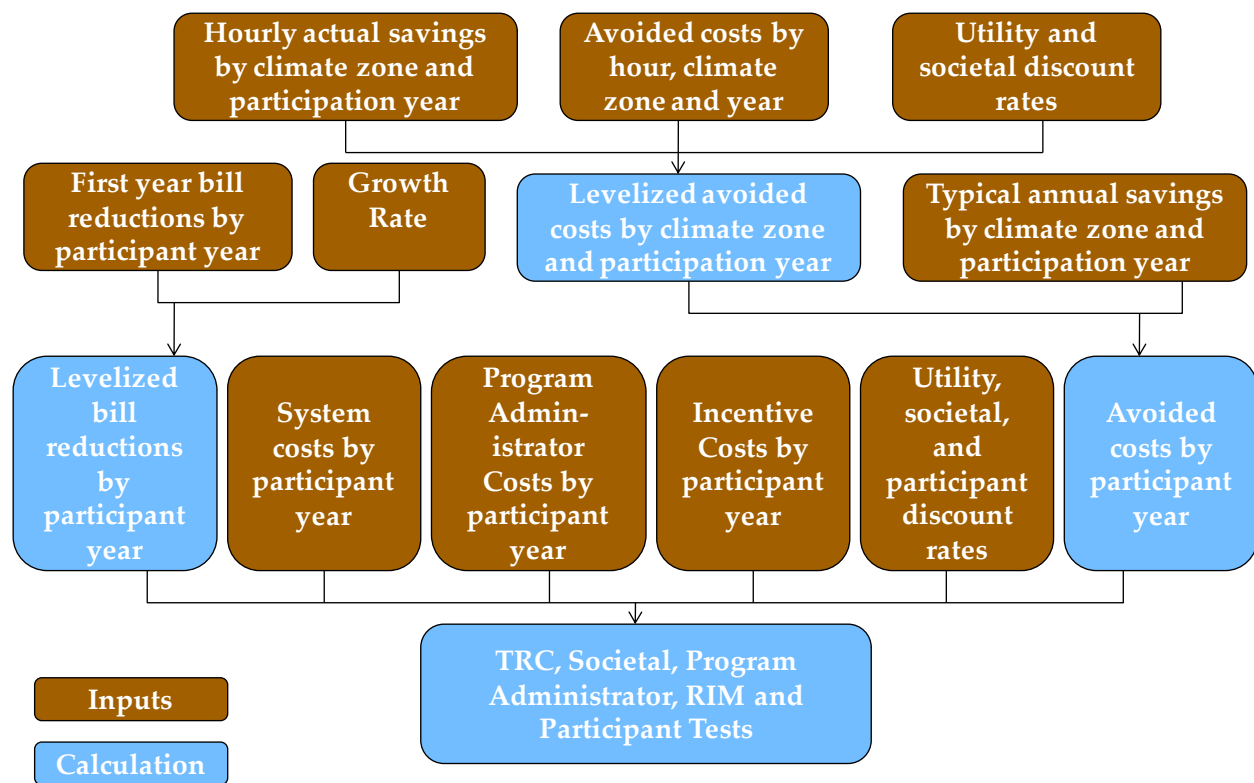 Hourly actual savings
by climate zone and
participation year
Avoided costs by
hour, climate
zone and year
Utility and
societal discount
rates
First year bill
reductions by
participant year
Growth
Rate
Levelized avoided
costs by climate zone
and participation year
Typical annual savings
by climate zone and
participation year
Levelized
bill
reductions
by
participant
year
System
costs by
participant
year
Program
Admin-
istrator
Costs by
participant
year
Incentive
Costs by
participant
year
Utility,
societal,
and
participant
discount
rates
Avoided
costs by
participant
year
TRC, Societal, Program
Administrator, RIM and
Participant Tests
Inputs
Calculation